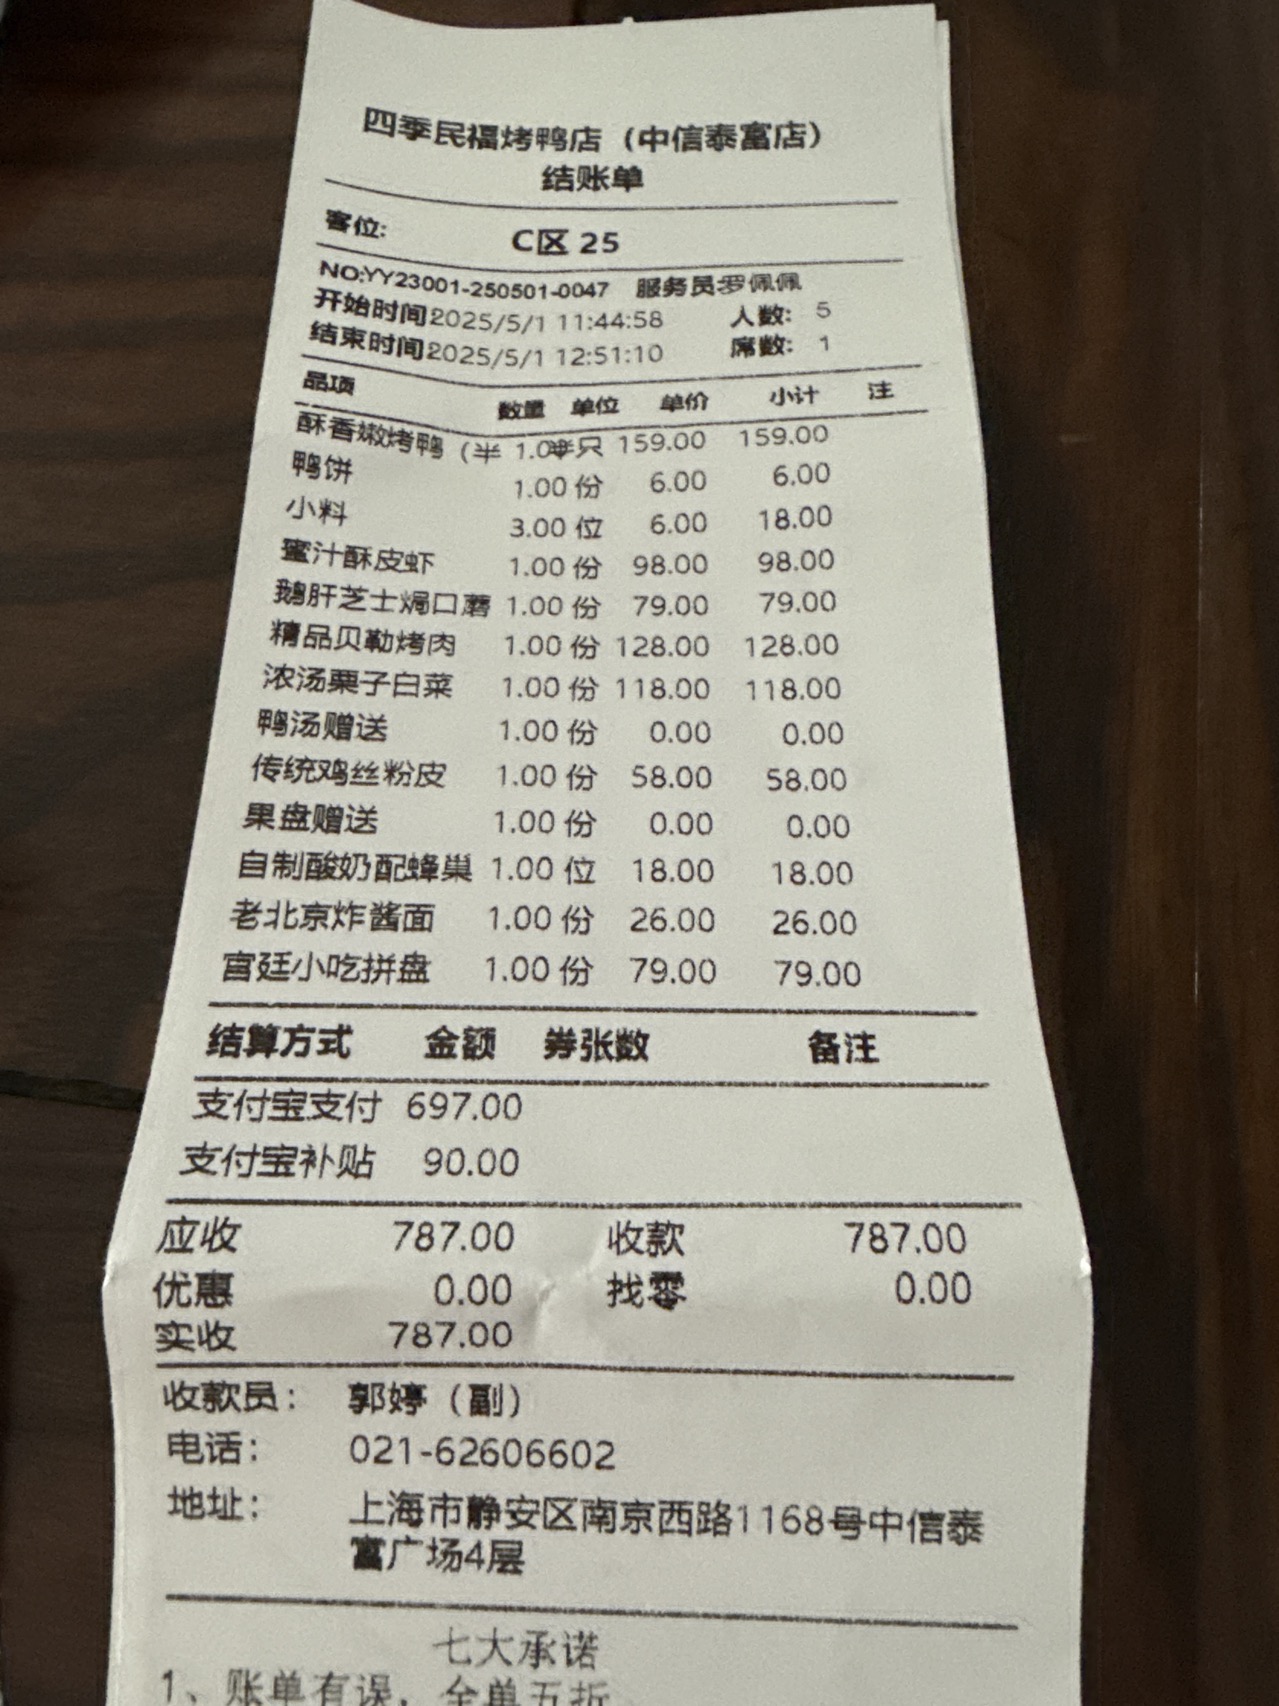 四季民福烤鸭店（中信泰富店）
结账单
客位: C区 25
NO:YY23001-250501-0047 服务员罗佩佩
开始时间2025/5/1 11:44:58 人数: 5
结束时间2025/5/1 12:51:10 席数: 1
品项 数量 单位 单价 小计 注
酥香嫩烤鸭（半 1.0半只 159.00 159.00
鸭饼 1.00 份 6.00 6.00
小料 3.00 位 6.00 18.00
蜜汁酥皮虾 1.00 份 98.00 98.00
鹅肝芝士焗口蘑 1.00 份 79.00 79.00
精品贝勒烤肉 1.00 份 128.00 128.00
浓汤栗子白菜 1.00 份 118.00 118.00
鸭汤赠送 1.00 份 0.00 0.00
传统鸡丝粉皮 1.00 份 58.00 58.00
果盘赠送 1.00 份 0.00 0.00
自制酸奶配蜂巢 1.00 位 18.00 18.00
老北京炸酱面 1.00 份 26.00 26.00
宫廷小吃拼盘 1.00 份 79.00 79.00
结算方式 金额 券张数 备注
支付宝支付 697.00
支付宝补贴 90.00
应收 787.00 收款 787.00
优惠 0.00 找零 0.00
实收 787.00
收款员： 郭婷（副）
电话： 021-62606602
地址： 上海市静安区南京西路1168号中信泰
富广场4层
七大承诺
1、账单有误，全单五折